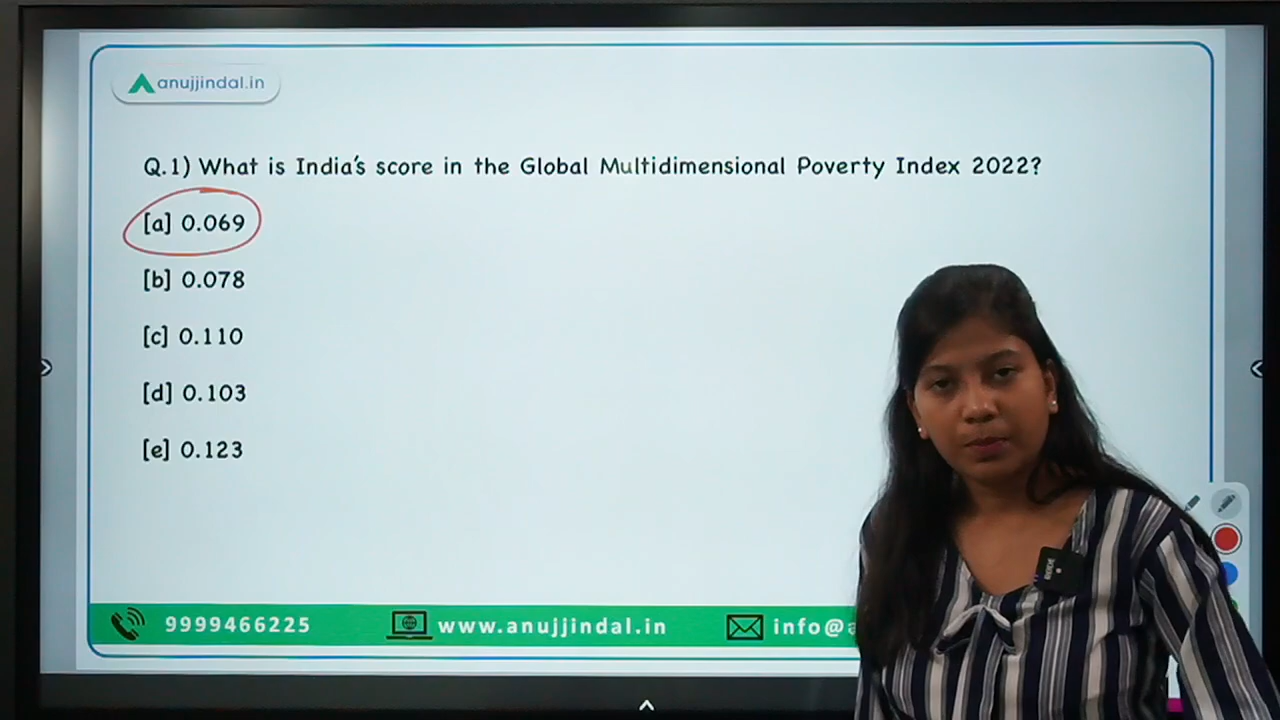 anujjindal.in
Q.1) What is India's score in the Global Multidimensional Poverty Index 2022?
[a] 0.069
[b] 0.078
[c] 0.110
[d] 0.103
[e] 0.123
9999466225 www.anujjindal.in info@a
RODE